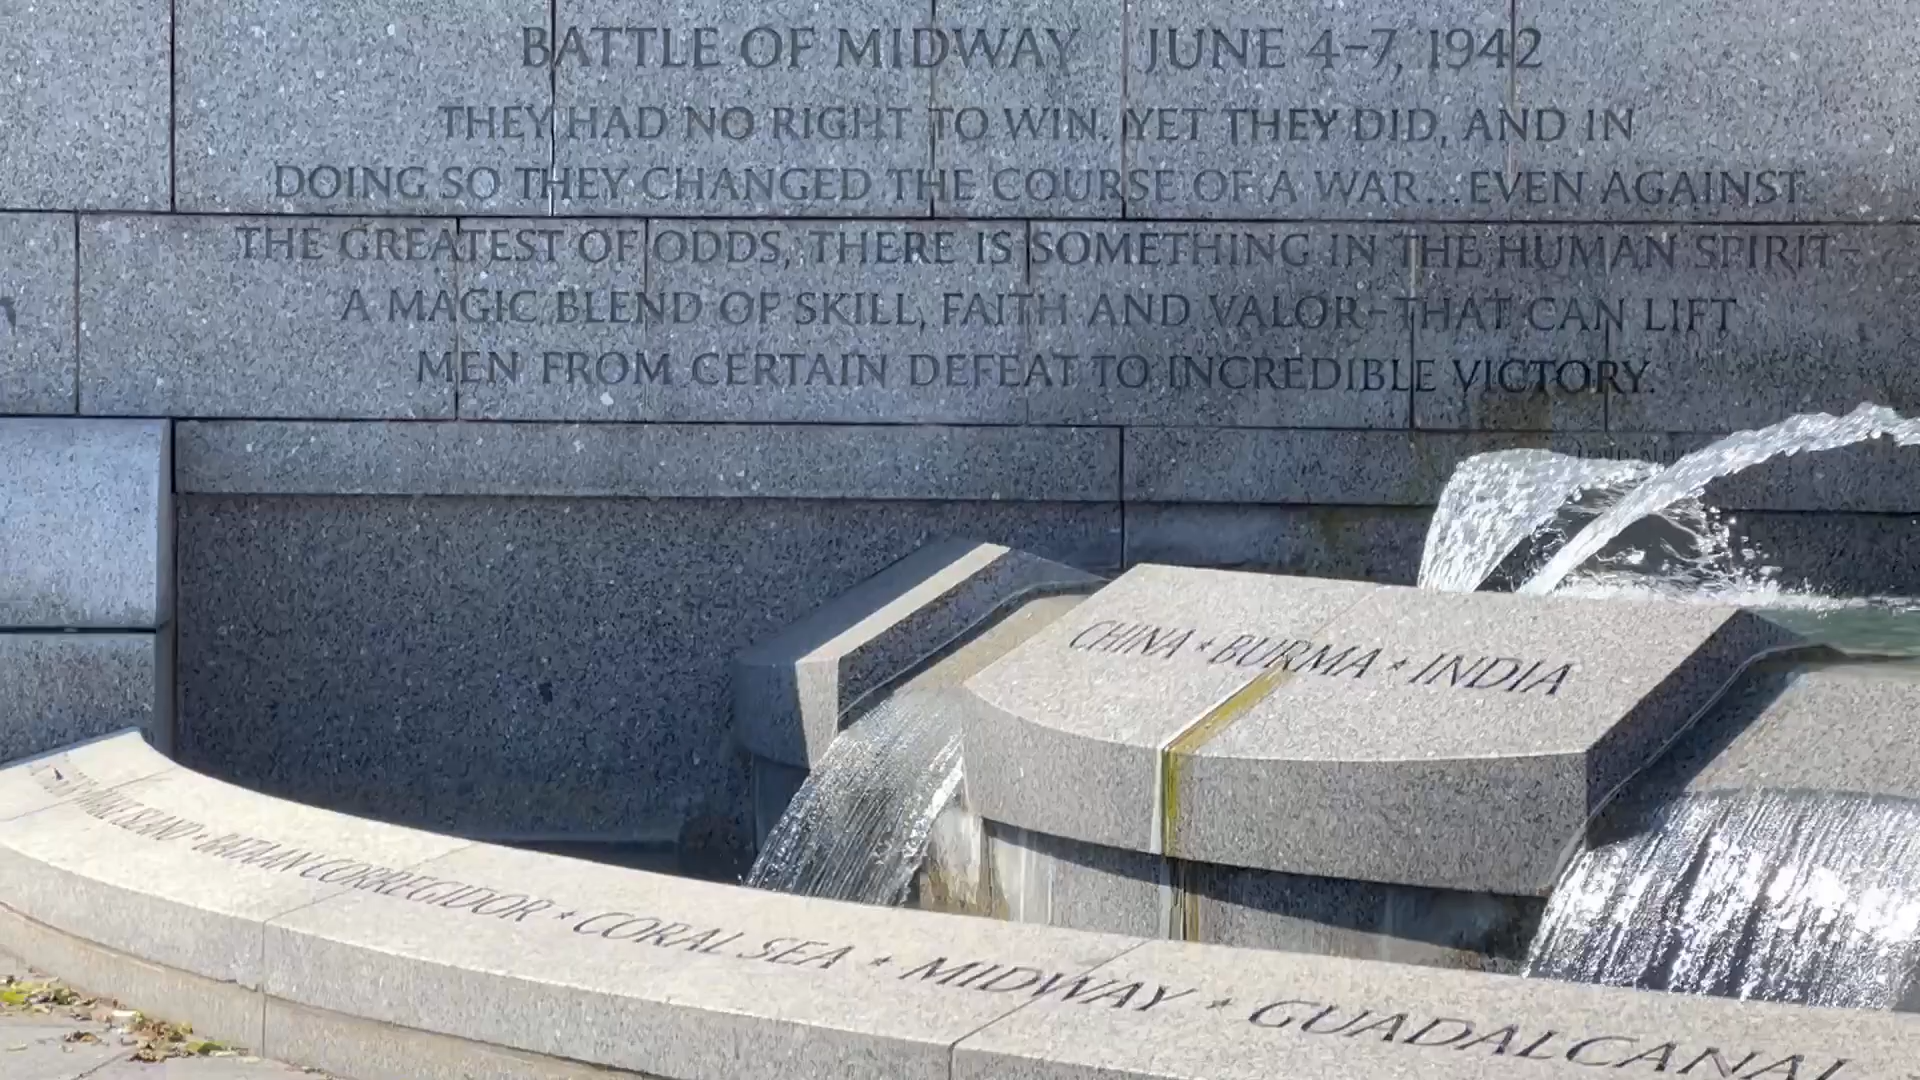 BATTLE OF MIDWAY JUNE 4-7, 1942
THEY HAD NO RIGHT TO WIN. YET THEY DID, AND IN
DOING SO THEY CHANGED THE COURSE OF A WAR...EVEN AGAINST
THE GREATEST OF ODDS, THERE IS SOMETHING IN THE HUMAN SPIRIT-
A MAGIC BLEND OF SKILL, FAITH AND VALOR-THAT CAN LIFT
MEN FROM CERTAIN DEFEAT TO INCREDIBLE VICTORY.
CHINA ★ BURMA ★ INDIA
WAKE ISLAND ★ BATAAN CORREGIDOR ★ CORAL SEA ★ MIDWAY ★ GUADALCANAL